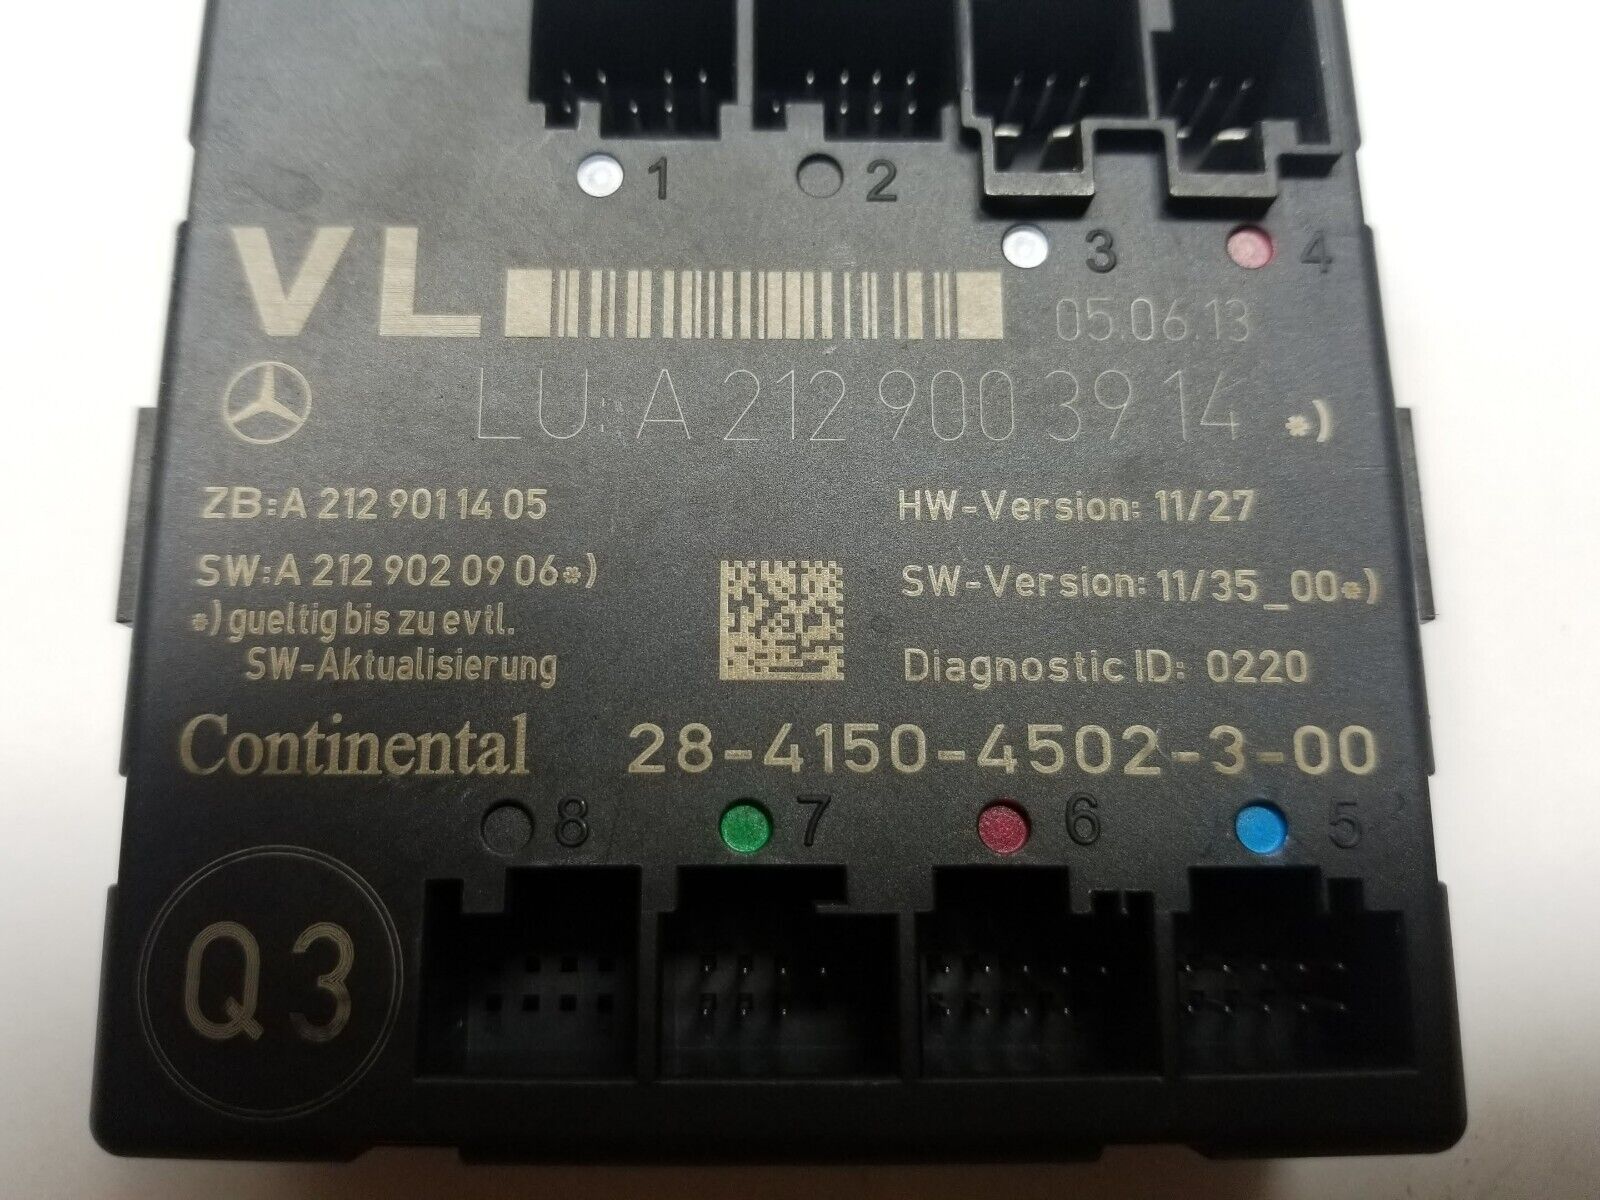 1 2
3 4
VL
05.06.13
LU: A 212 900 39 14 *)
ZB: A 212 901 14 05
HW-Version: 11/27
SW: A 212 902 09 06*)
SW-Version: 11/35_00*)
*) gueltig bis zu evtl.
SW-Aktualisierung
Diagnostic ID: 0220
Continental 28-4150-4502-3-00
8 7 6 5
Q3